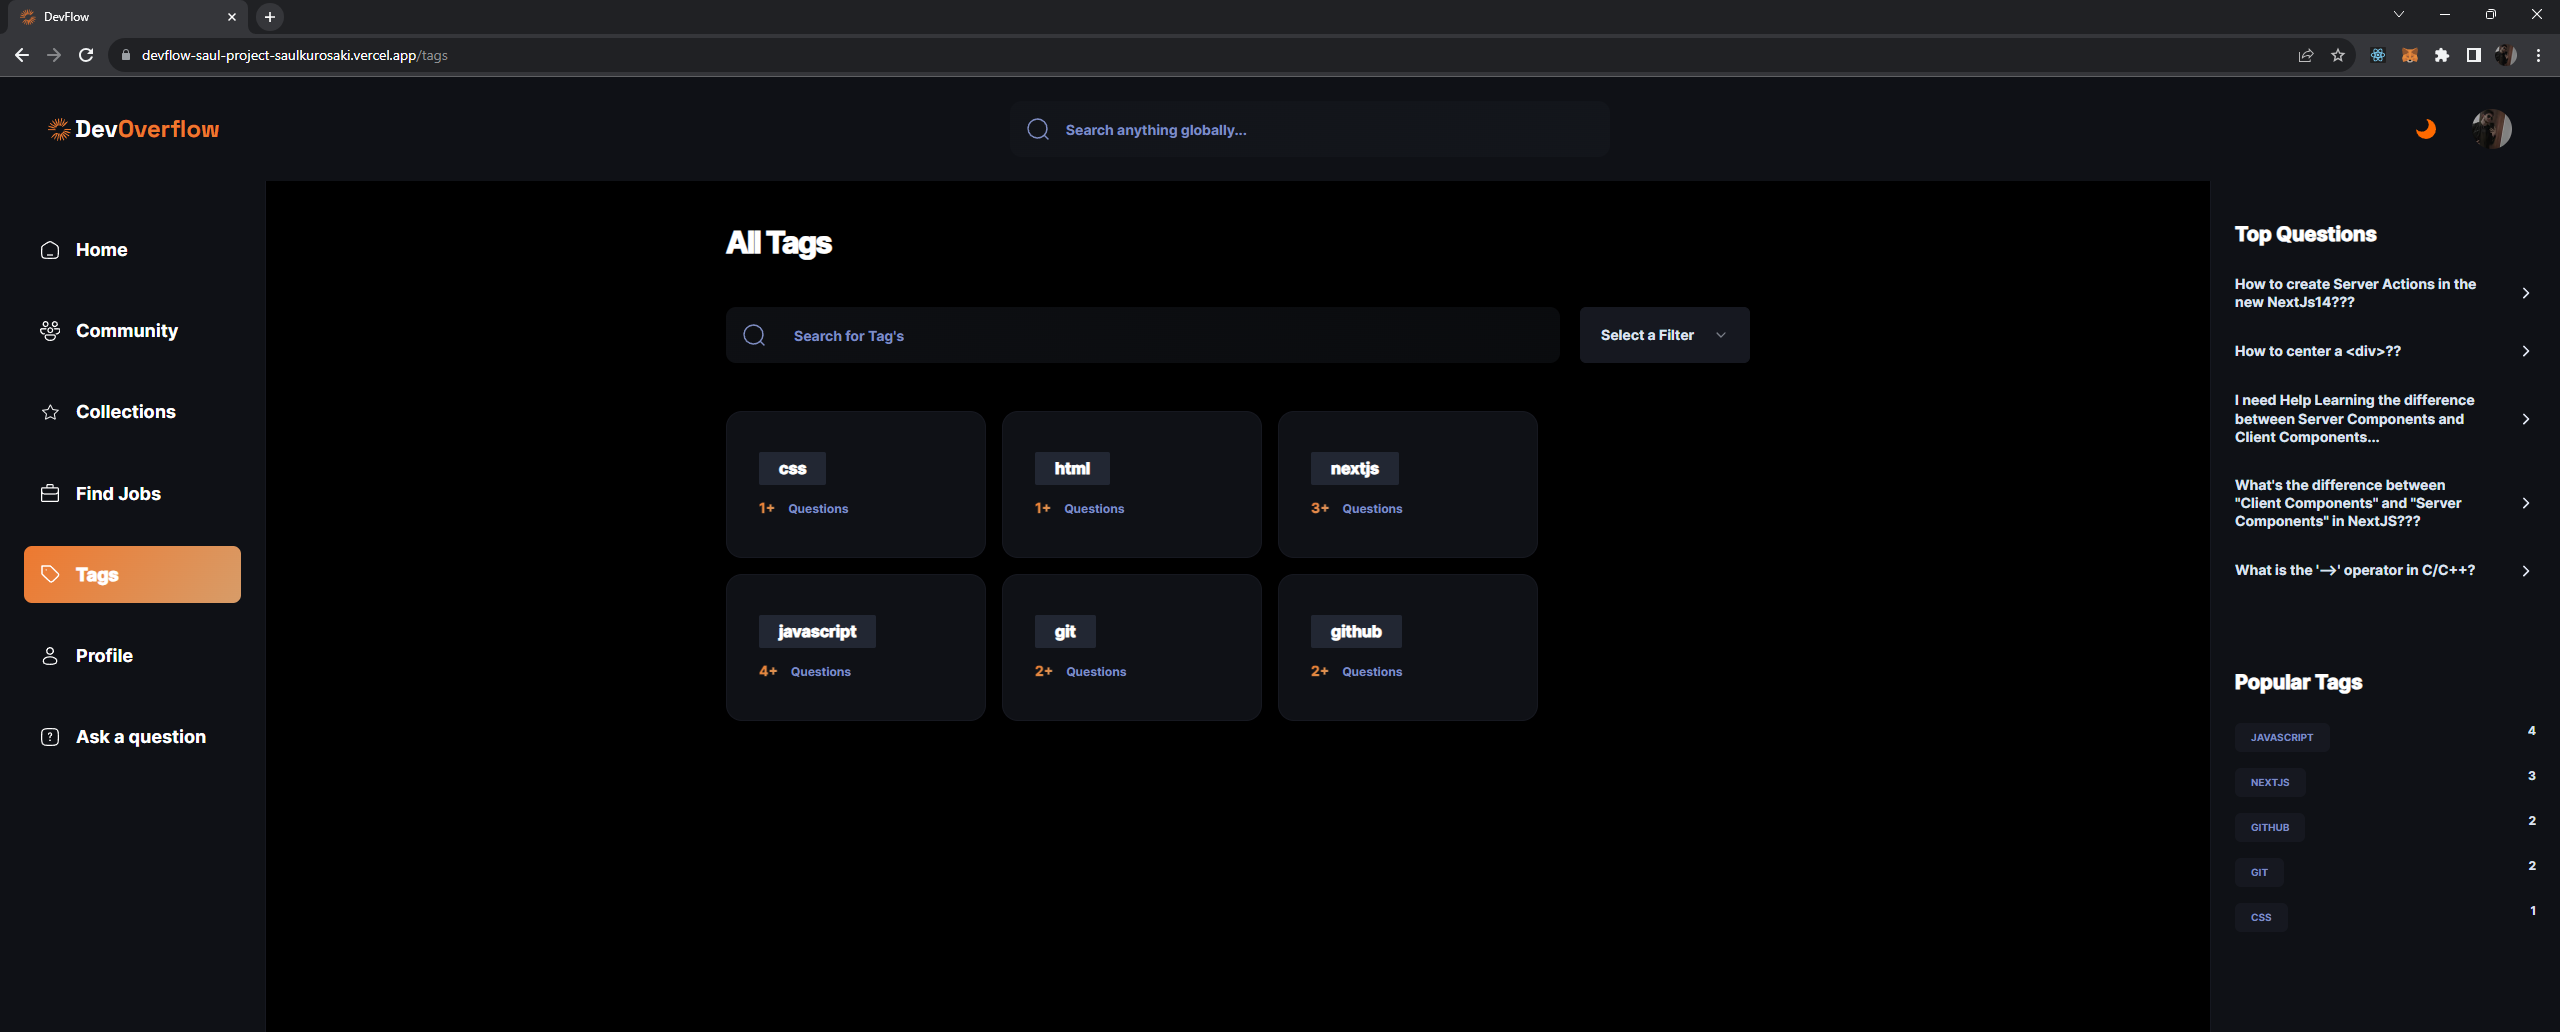 DevFlow
devflow-saul-project-saulkurosaki.vercel.app/tags
DevOverflow
Search anything globally...
Home
Community
Collections
Find Jobs
Tags
Profile
Ask a question
All Tags
Search for Tag's
Select a Filter
css
1+ Questions
html
1+ Questions
nextjs
3+ Questions
javascript
4+ Questions
git
2+ Questions
github
2+ Questions
Top Questions
How to create Server Actions in the
new NextJs14???
How to center a <div>??
I need Help Learning the difference
between Server Components and
Client Components...
What's the difference between
"Client Components" and "Server
Components" in NextJS???
What is the '-->' operator in C/C++?
Popular Tags
JAVASCRIPT 4
NEXTJS 3
GITHUB 2
GIT 2
CSS 1